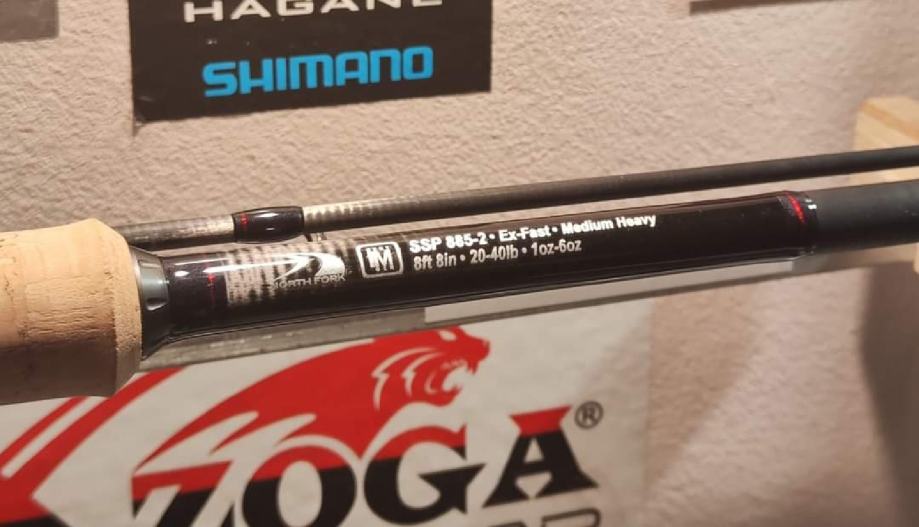 HAGANE
SHIMANO
SSP 885-2 • Ex-Fast • Medium Heavy
8ft 8in • 20-40lb • 1oz-6oz
NORTH FORK
ZOGA®